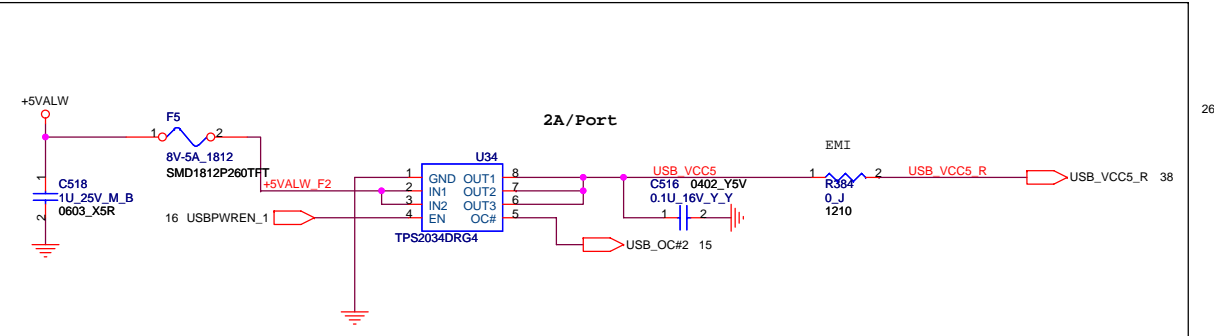 26
2A/Port
+5VALW
F5
1 2
8V-5A_1812
SMD1812P260TFT
EMI
1
C518
1U_25V_M_B
0603_X5R
2
+5VALW_F2
U34
1 GND OUT1 8
2 IN1 OUT2 7
3 IN2 OUT3 6
4 EN OC# 5
TPS2034DRG4
16 USBPWREN_1
USB_VCC5
C516 0402_Y5V
0.1U_16V_Y_Y
1 2
USB_OC#2 15
1 2
R384
0_J
1210
USB_VCC5_R
USB_VCC5_R 38